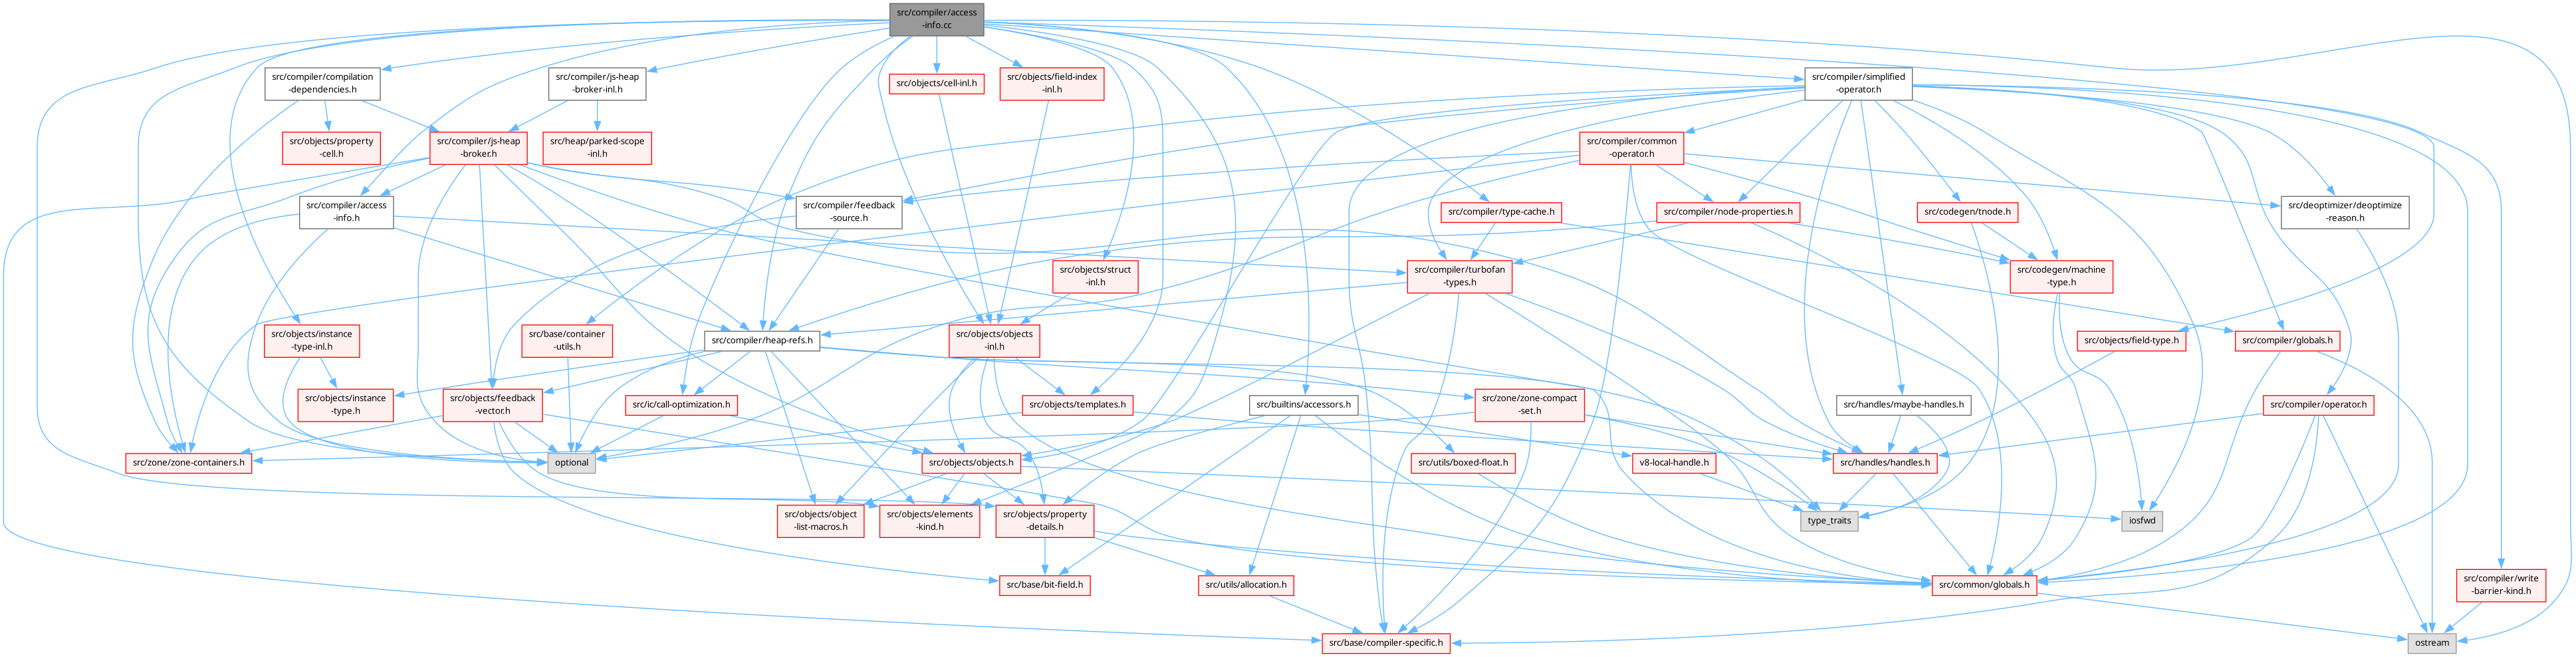 src/compiler/access
-info.cc
src/compiler/compilation
-dependencies.h
src/compiler/js-heap
-broker-inl.h
src/objects/cell-inl.h
src/objects/field-index
-inl.h
src/compiler/simplified
-operator.h
src/objects/property
-cell.h
src/compiler/js-heap
-broker.h
src/heap/parked-scope
-inl.h
src/compiler/common
-operator.h
src/compiler/access
-info.h
src/compiler/feedback
-source.h
src/compiler/type-cache.h
src/compiler/node-properties.h
src/codegen/tnode.h
src/deoptimizer/deoptimize
-reason.h
src/objects/struct
-inl.h
src/compiler/turbofan
-types.h
src/codegen/machine
-type.h
src/objects/instance
-type-inl.h
src/base/container
-utils.h
src/compiler/heap-refs.h
src/objects/objects
-inl.h
src/objects/field-type.h
src/compiler/globals.h
src/objects/instance
-type.h
src/objects/feedback
-vector.h
src/ic/call-optimization.h
src/objects/templates.h
src/builtins/accessors.h
src/zone/zone-compact
-set.h
src/handles/maybe-handles.h
src/compiler/operator.h
src/zone/zone-containers.h
optional
src/objects/objects.h
src/utils/boxed-float.h
v8-local-handle.h
src/handles/handles.h
src/objects/object
-list-macros.h
src/objects/elements
-kind.h
src/objects/property
-details.h
type_traits
iosfwd
src/base/bit-field.h
src/utils/allocation.h
src/common/globals.h
src/compiler/write
-barrier-kind.h
src/base/compiler-specific.h
ostream